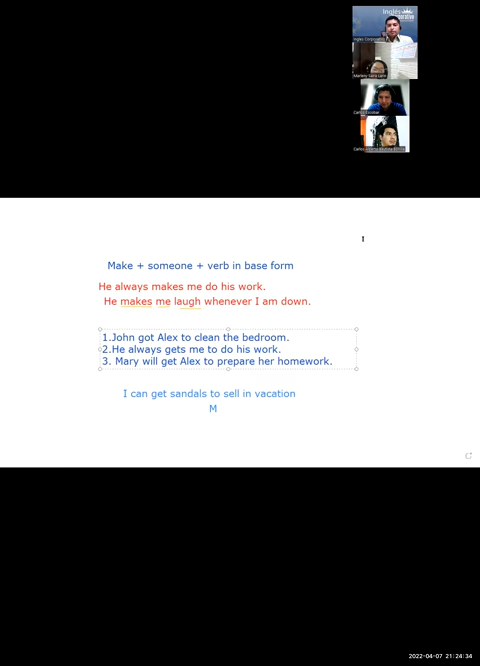 Inglés
Make + someone + verb in base form
He always makes me do his work.
He makes me laugh whenever I am down.
1.John got Alex to clean the bedroom.
2.He always gets me to do his work.
3. Mary will get Alex to prepare her homework.
I can get sandals to sell in vacation
M
2022-04-07 21:24:34